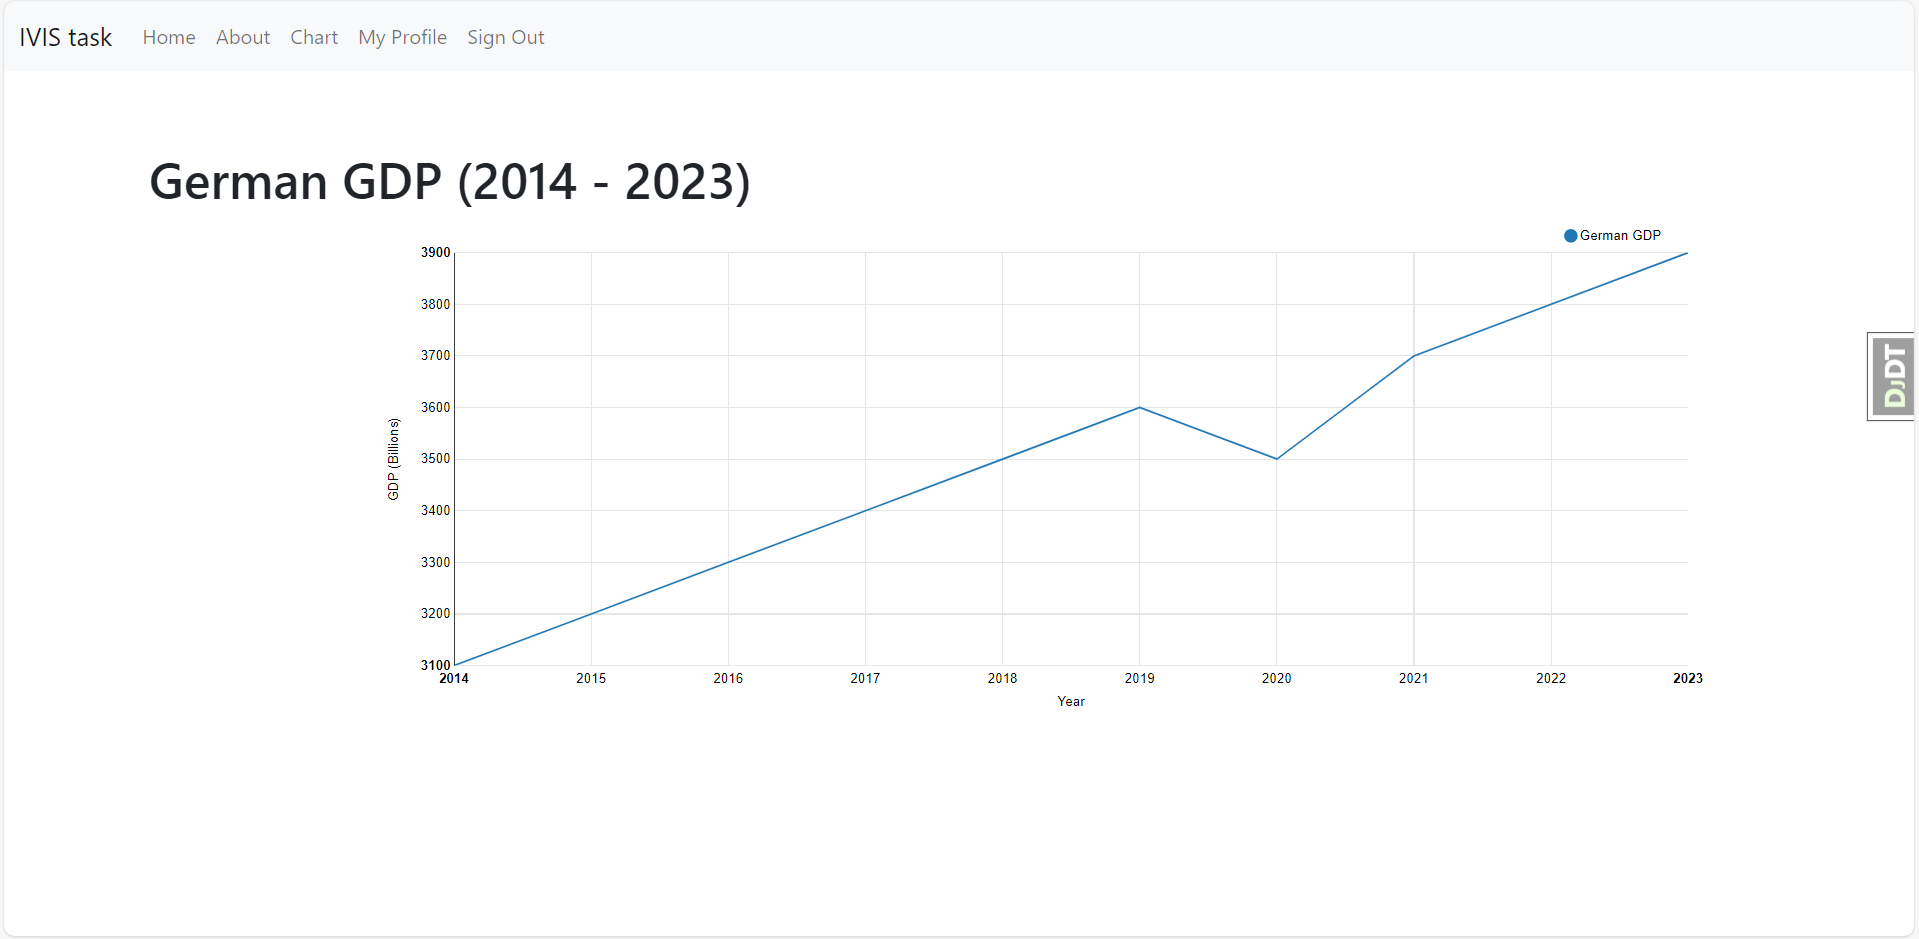 IVIS task Home About Chart My Profile Sign Out
German GDP (2014 - 2023)
German GDP
3900
3800
3700
3600
3500
3400
3300
3200
3100
GDP (Billions)
2014 2015 2016 2017 2018 2019 2020 2021 2022 2023
Year
DJDT